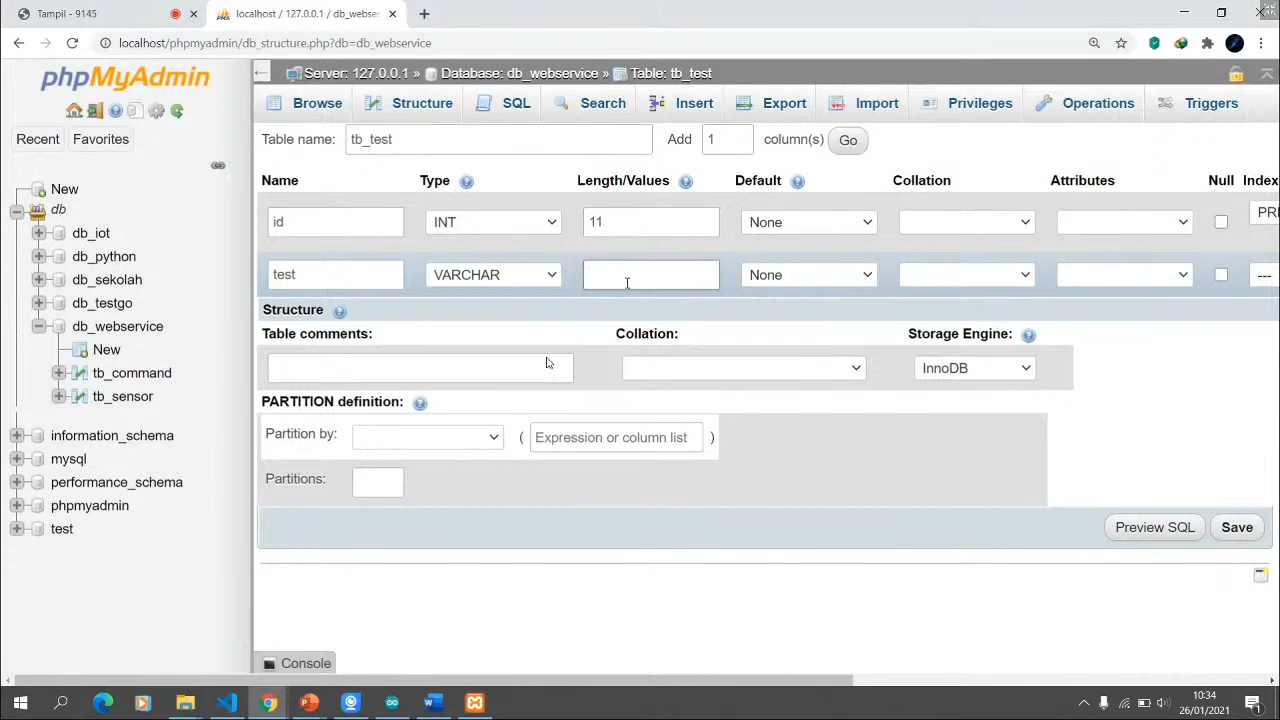 Tampil - 9145
localhost / 127.0.0.1 / db_webse
localhost/phpmyadmin/db_structure.php?db=db_webservice
phpMyAdmin
Recent
Favorites
New
db
db_iot
db_python
db_sekolah
db_testgo
db_webservice
New
tb_command
tb_sensor
information_schema
mysql
performance_schema
phpmyadmin
test
Server: 127.0.0.1 » Database: db_webservice » Table: tb_test
Browse Structure SQL Search Insert Export Import Privileges Operations Triggers
Table name: tb_test Add 1 column(s) Go
Name Type Length/Values Default Collation Attributes Null Index
id INT 11 None PRI
test VARCHAR None ---
Structure
Table comments: Collation: Storage Engine:
InnoDB
PARTITION definition:
Partition by: ( Expression or column list )
Partitions:
Preview SQL Save
Console
10:34
26/01/2021